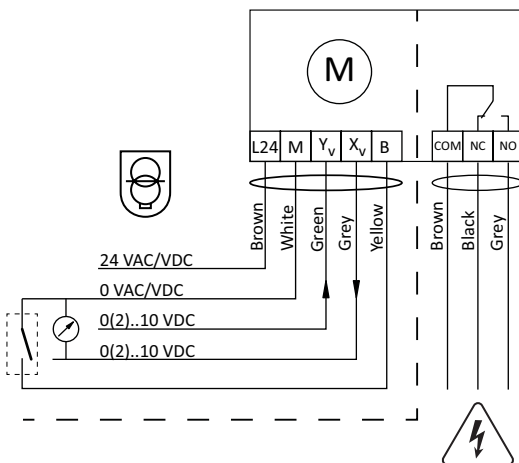 M
L24 M Yv Xv B COM NC NO
Brown White Green Grey Yellow Brown Black Grey
24 VAC/VDC
0 VAC/VDC
0(2)..10 VDC
0(2)..10 VDC